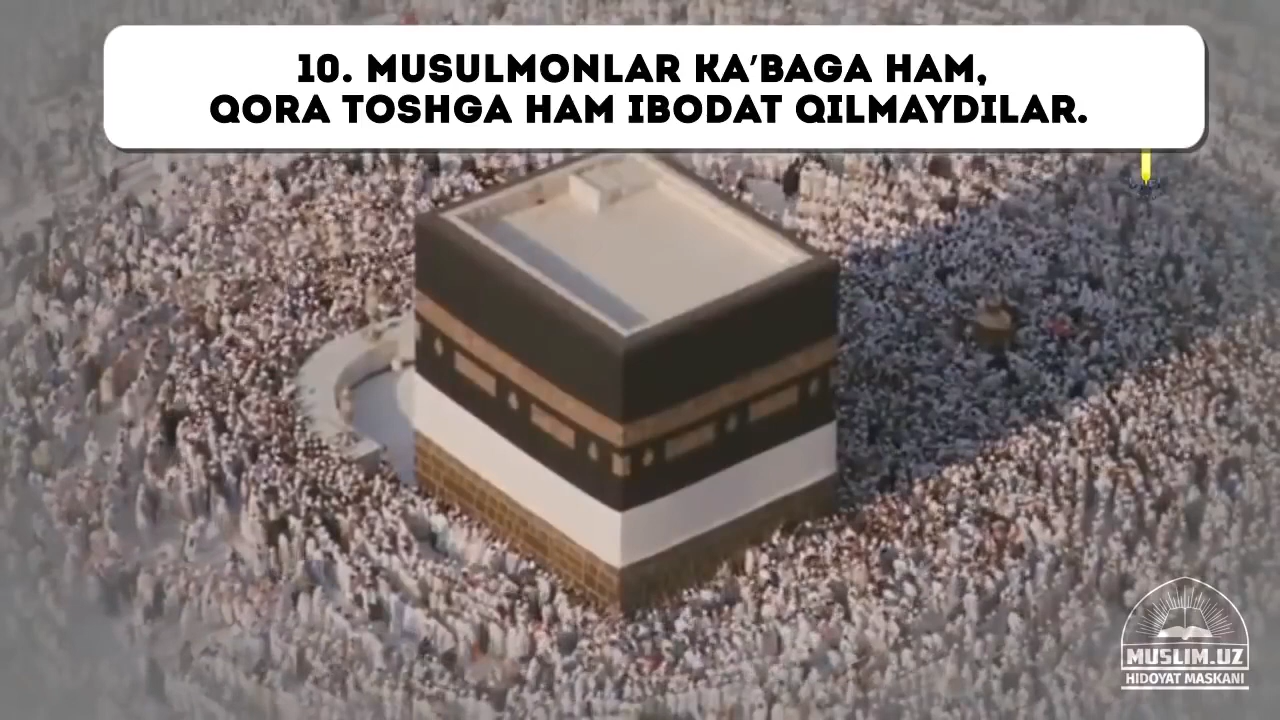 10. MUSULMONLAR KA’BAGA HAM,
QORA TOSHGA HAM IBODAT QILMAYDILAR.
MUSLIM.UZ
HIDOYAT MASKANI